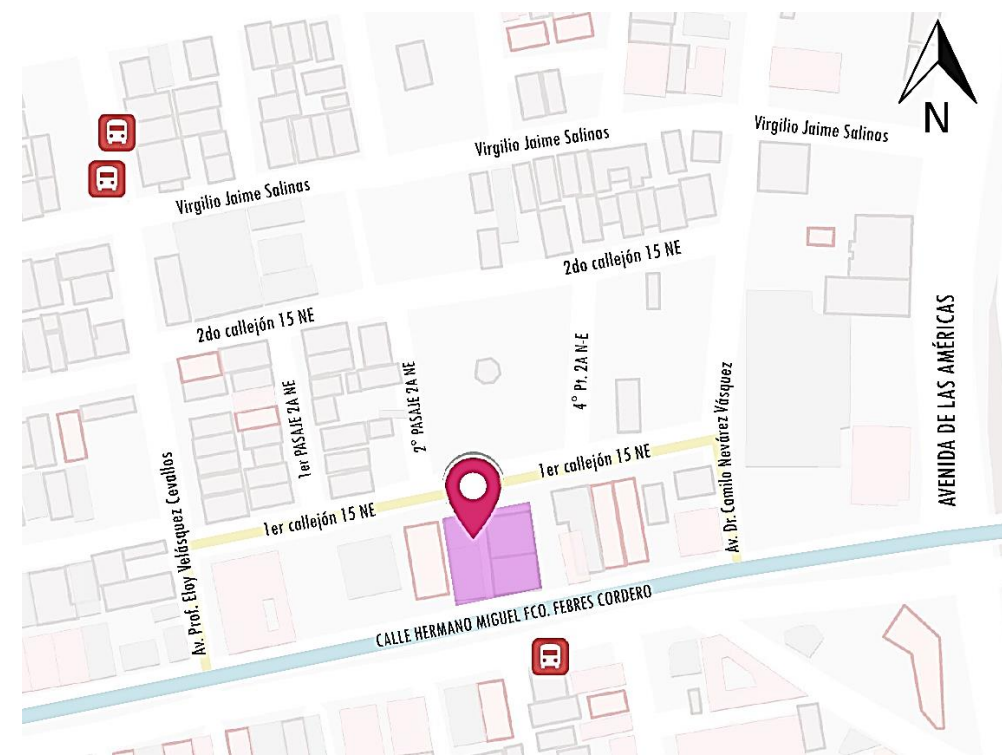 N
Virgilio Jaime Salinas
Virgilio Jaime Salinas
Virgilio Jaime Salinas
2do callejón 15 NE
2do callejón 15 NE
1er PASAJE 2A NE
2° PASAJE 2A NE
4° Pt. 2A N-E
Av. Dr. Camilo Nevárez Vásquez
AVENIDA DE LAS AMÉRICAS
Av. Prof. Eloy Velásquez Cevallos
1er callejón 15 NE
1er callejón 15 NE
CALLE HERMANO MIGUEL FCO. FEBRES CORDERO